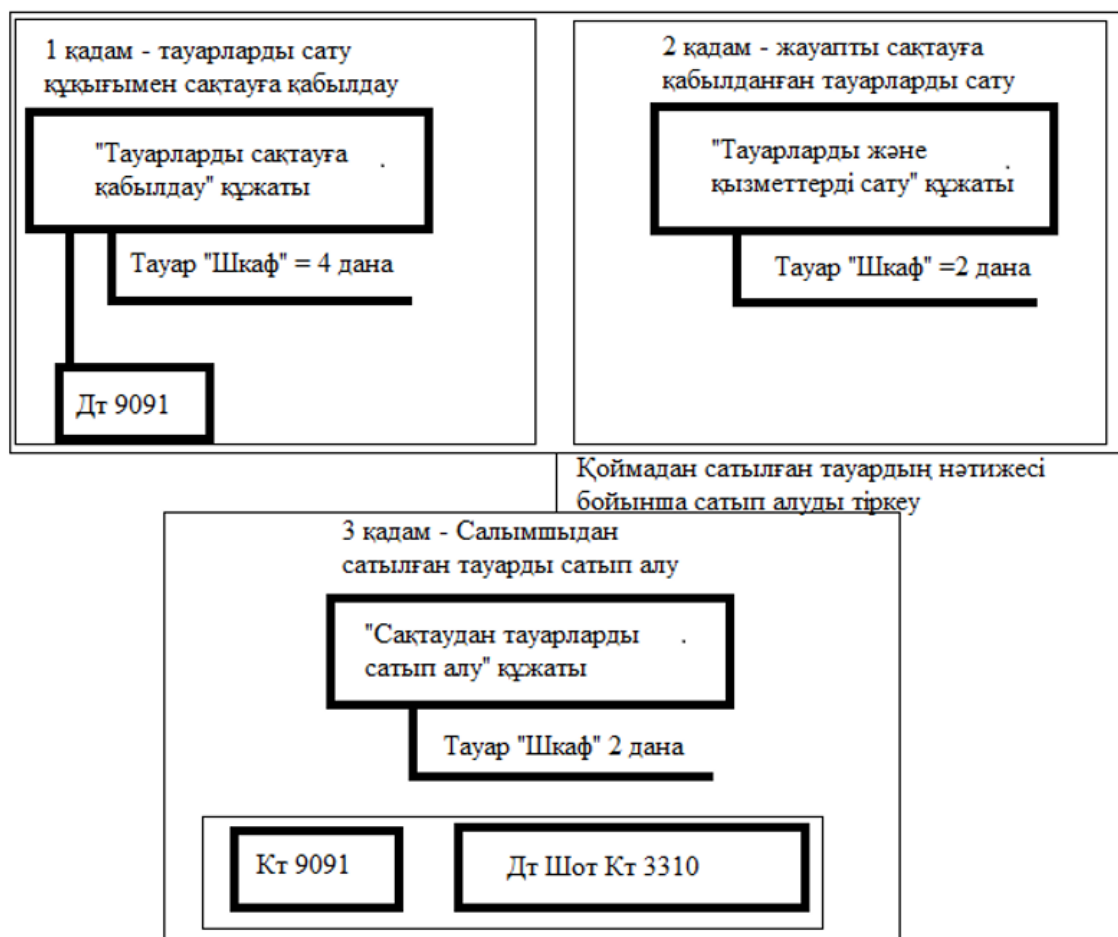 1 қадам - тауарларды сату
құқығымен сақтауға қабылдау
"Тауарларды сақтауға
қабылдау" құжаты
Тауар "Шкаф" = 4 дана
Дт 9091
2 қадам - жауапты сақтауға
қабылданған тауарларды сату
"Тауарларды және
қызметтерді сату" құжаты
Тауар "Шкаф" =2 дана
Қоймадан сатылған тауардың нәтижесі
бойынша сатып алуды тіркеу
3 қадам - Салымшыдан
сатылған тауарды сатып алу
"Сақтаудан тауарларды
сатып алу" құжаты
Тауар "Шкаф" 2 дана
Кт 9091
Дт Шот Кт 3310